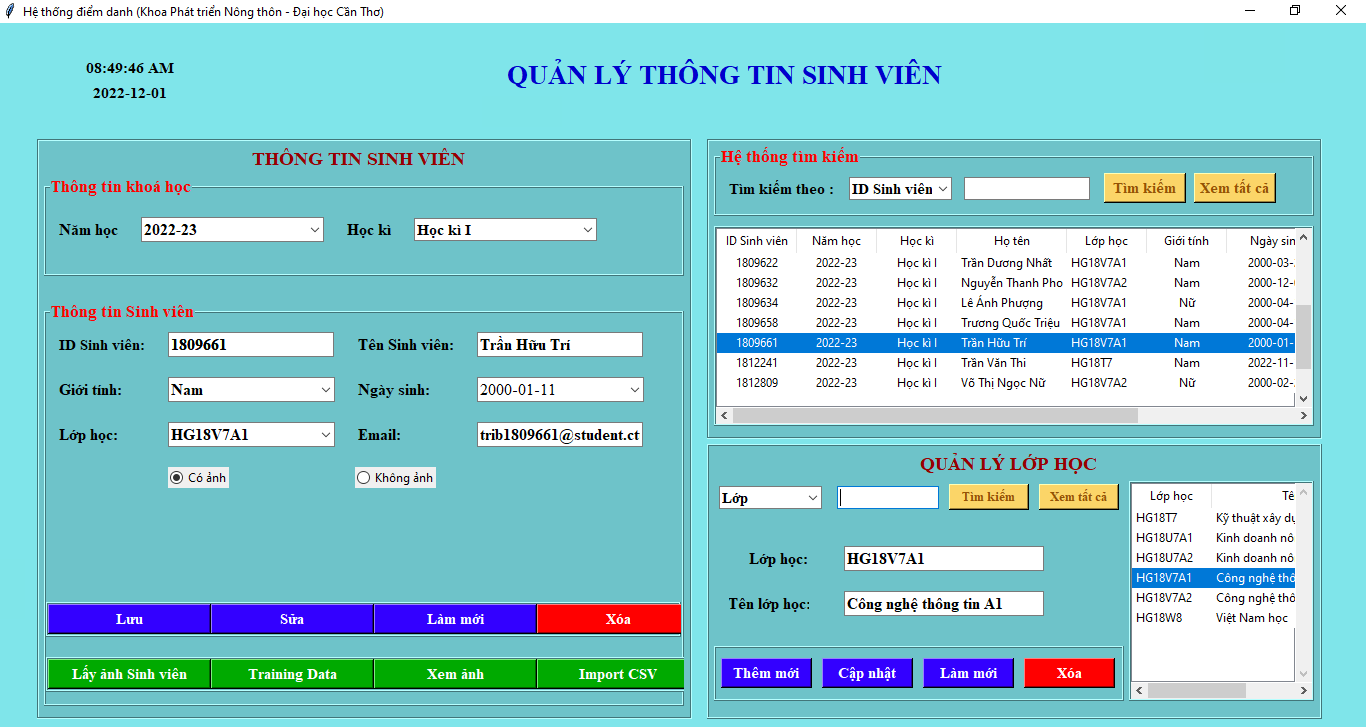 Hệ thống điểm danh (Khoa Phát triển Nông thôn - Đại học Cần Thơ)
08:49:46 AM
2022-12-01
QUẢN LÝ THÔNG TIN SINH VIÊN
THÔNG TIN SINH VIÊN
Thông tin khoá học
Năm học 2022-23 Học kì Học kì I
Thông tin Sinh viên
ID Sinh viên: 1809661 Tên Sinh viên: Trần Hữu Trí
Giới tính: Nam Ngày sinh: 2000-01-11
Lớp học: HG18V7A1 Email: trib1809661@student.ct
Có ảnh Không ảnh
Lưu Sửa Làm mới Xóa
Lấy ảnh Sinh viên Training Data Xem ảnh Import CSV
Hệ thống tìm kiếm
Tìm kiếm theo : ID Sinh viên Tìm kiếm Xem tất cả
ID Sinh viên Năm học Học kì Họ tên Lớp học Giới tính Ngày sin
1809622 2022-23 Học kì I Trần Dương Nhất HG18V7A1 Nam 2000-03-
1809632 2022-23 Học kì I Nguyễn Thanh Pho HG18V7A2 Nam 2000-12-
1809634 2022-23 Học kì I Lê Ánh Phượng HG18V7A1 Nữ 2000-04-
1809658 2022-23 Học kì I Trương Quốc Triệu HG18V7A1 Nam 2000-04-
1809661 2022-23 Học kì I Trần Hữu Trí HG18V7A1 Nam 2000-01-
1812241 2022-23 Học kì I Trần Văn Thi HG18T7 Nam 2022-11-
1812809 2022-23 Học kì I Võ Thị Ngọc Nữ HG18V7A2 Nữ 2000-02-
QUẢN LÝ LỚP HỌC
Lớp Tìm kiếm Xem tất cả
Lớp học: HG18V7A1
Tên lớp học: Công nghệ thông tin A1
Thêm mới Cập nhật Làm mới Xóa
Lớp học Tê
HG18T7 Kỹ thuật xây dự
HG18U7A1 Kinh doanh nô
HG18U7A2 Kinh doanh nô
HG18V7A1 Công nghệ thô
HG18V7A2 Công nghệ thô
HG18W8 Việt Nam học